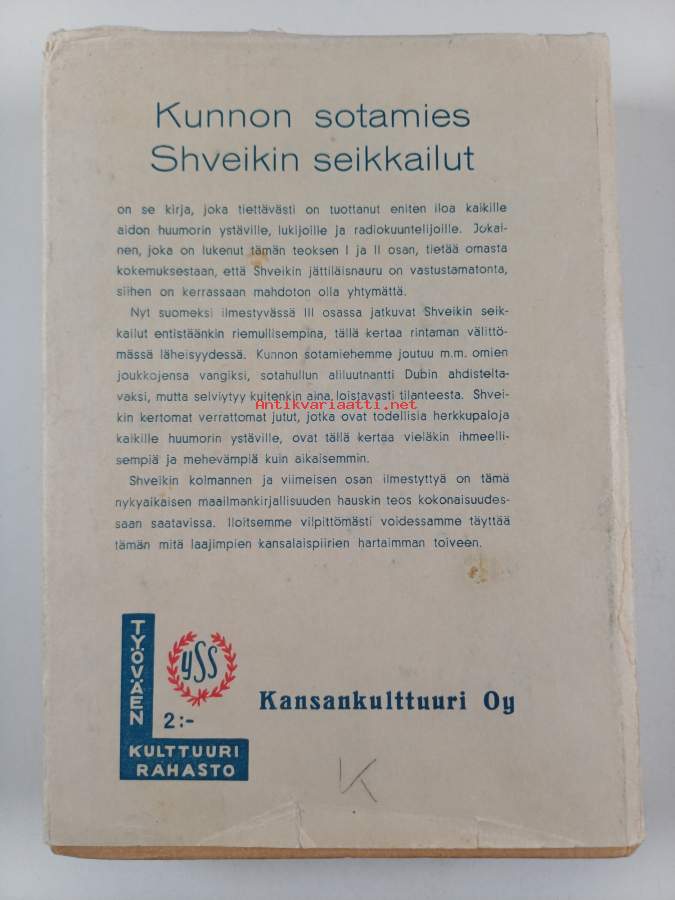 Kunnon sotamies
Shveikin seikkailut
on se kirja, joka tiettävästi on tuottanut eniten iloa kaikille
aidon huumorin ystäville, lukijoille ja radiokuuntelijoille. Jokai-
nen, joka on lukenut tämän teoksen I ja II osan, tietää omasta
kokemuksestaan, että Shveikin jättiläisnauru on vastustamatonta,
siihen on kerrassaan mahdoton olla yhtymättä.
Nyt suomeksi ilmestyvässä III osassa jatkuvat Shveikin seik-
kailut entistäänkin riemullisempina, tällä kertaa rintaman välittö-
mässä läheisyydessä. Kunnon sotamiehemme joutuu m.m. omien
joukkojensa vangiksi, sotahullun aliluutnantti Dubin ahdistelta-
vaksi, mutta selviytyy kuitenkin aina loistavasti tilanteesta. Shvei-
Antikvariaatti.net
kin kertomat verrattomat jutut, jotka ovat todellisia herkkupaloja
kaikille huumorin ystäville, ovat tällä kertaa vieläkin ihmeelli-
sempiä ja mehevämpiä kuin aikaisemmin.
Shveikin kolmannen ja viimeisen osan ilmestyttyä on tämä
nykyaikaisen maailmankirjallisuuden hauskin teos kokonaisuudes-
saan saatavissa. Iloitsemme vilpittömästi voidessamme täyttää
tämän mitä laajimpien kansalaispiirien hartaimman toiveen.
TYÖVÄEN
ySS
2:-
KULTTUURI
RAHASTO
Kansankulttuuri Oy
K